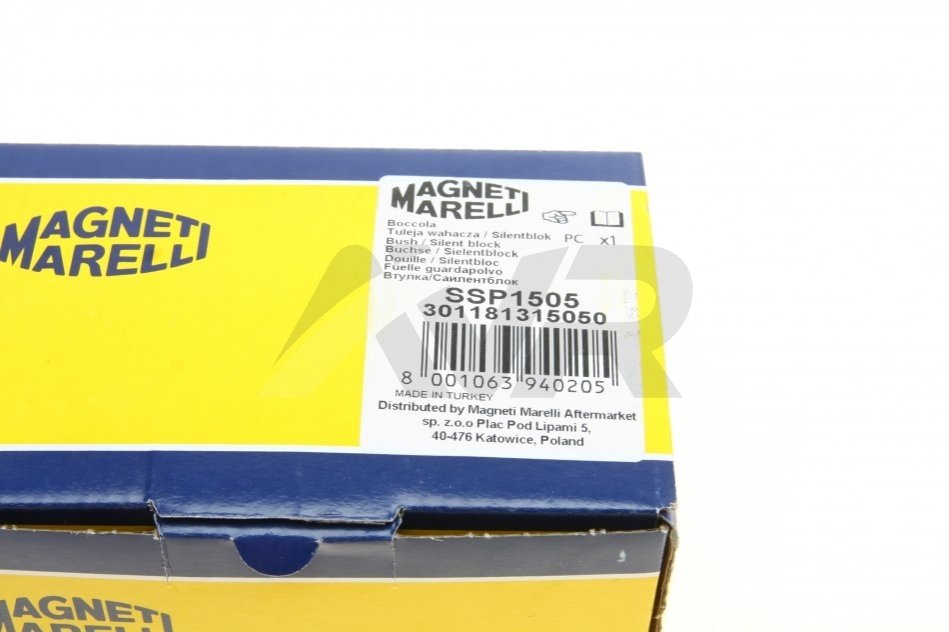 MAGNETI
MARELLI
MAGNETI
MARELLI
Boccola
Tuleja wahacza / Silentblok PC x1
Bush / Silent block
Buchse / Sielentblock
Douille / Silentbloc
Fuelle guardapolvo
Втулка/Саилентблок
SSP1505
301181315050
8 001063 940205
MADE IN TURKEY
Distributed by Magneti Marelli Aftermarket
sp. z.o.o Plac Pod Lipami 5,
40-476 Katowice, Poland
MAGNETI
MARELLI